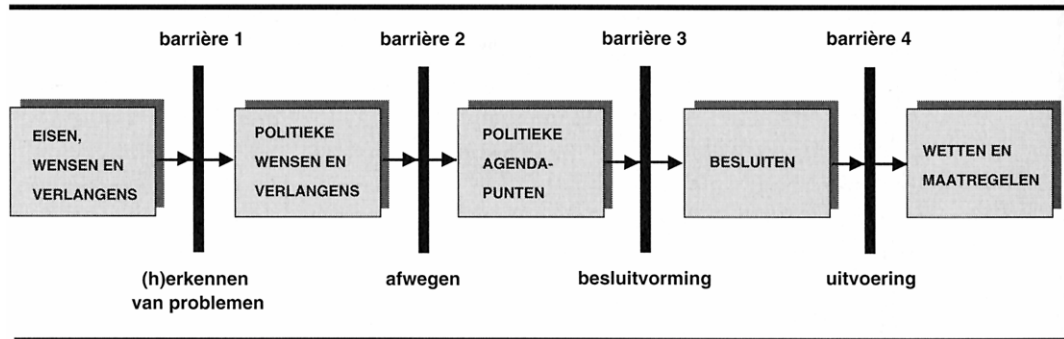 barrière 1
barrière 2
barrière 3
barrière 4
EISEN,
WENSEN EN
VERLANGENS
POLITIEKE
WENSEN EN
VERLANGENS
POLITIEKE
AGENDA-
PUNTEN
BESLUITEN
WETTEN EN
MAATREGELEN
(h)erkennen
van problemen
afwegen
besluitvorming
uitvoering